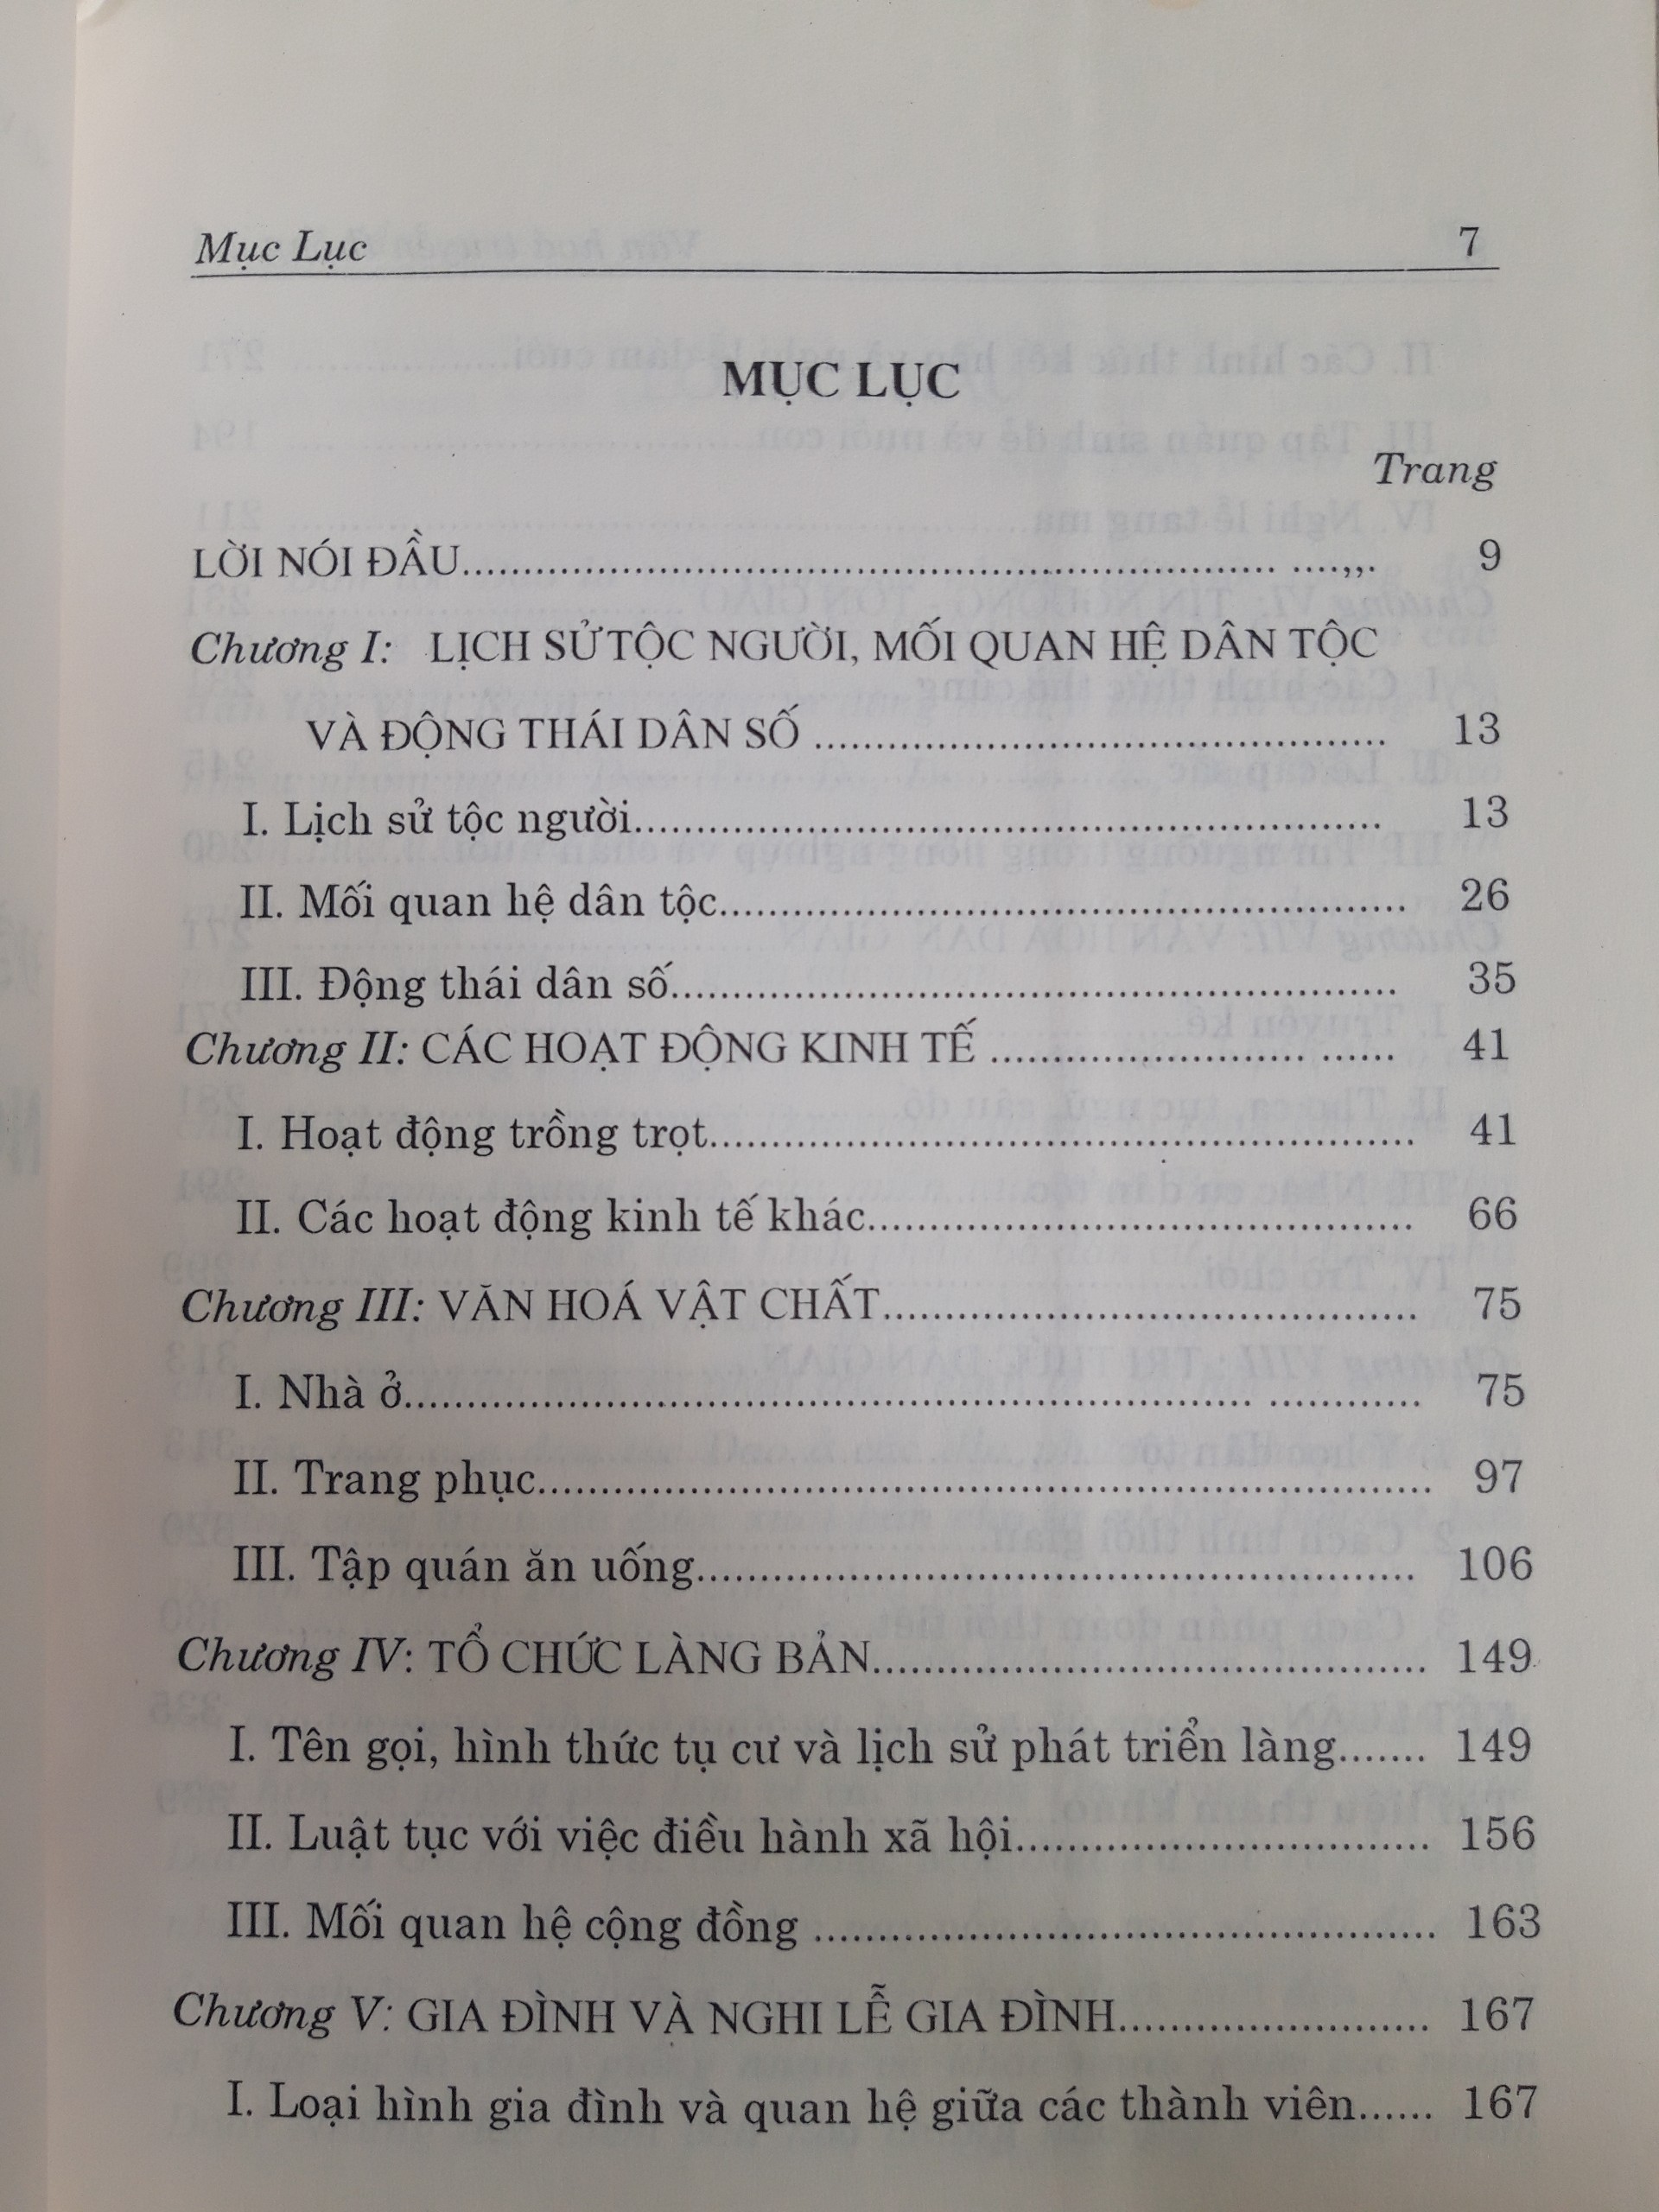 Mục Lục 7
MỤC LỤC
Trang
LỜI NÓI ĐẦU.................................................................. ....,,. 9
Chương I: LỊCH SỬ TỘC NGƯỜI, MỐI QUAN HỆ DÂN TỘC
VÀ ĐỘNG THÁI DÂN SỐ .............................................. 13
I. Lịch sử tộc người............................................................ 13
II. Mối quan hệ dân tộc....................................................... 26
III. Động thái dân số.......................................................... 35
Chương II: CÁC HOẠT ĐỘNG KINH TẾ .......................... ...... 41
I. Hoạt động trồng trọt......................................................... 41
II. Các hoạt động kinh tế khác............................................ 66
Chương III: VĂN HOÁ VẬT CHẤT........................................... 75
I. Nhà ở.................................................................... ............ 75
II. Trang phục........................................................................ 97
III. Tập quán ăn uống.......................................................... 106
Chương IV: TỔ CHỨC LÀNG BẢN............................................ 149
I. Tên gọi, hình thức tụ cư và lịch sử phát triển làng....... 149
II. Luật tục với việc điều hành xã hội................................. 156
III. Mối quan hệ cộng đồng .................................................. 163
Chương V: GIA ĐÌNH VÀ NGHI LỄ GIA ĐÌNH......................... 167
I. Loại hình gia đình và quan hệ giữa các thành viên...... 167